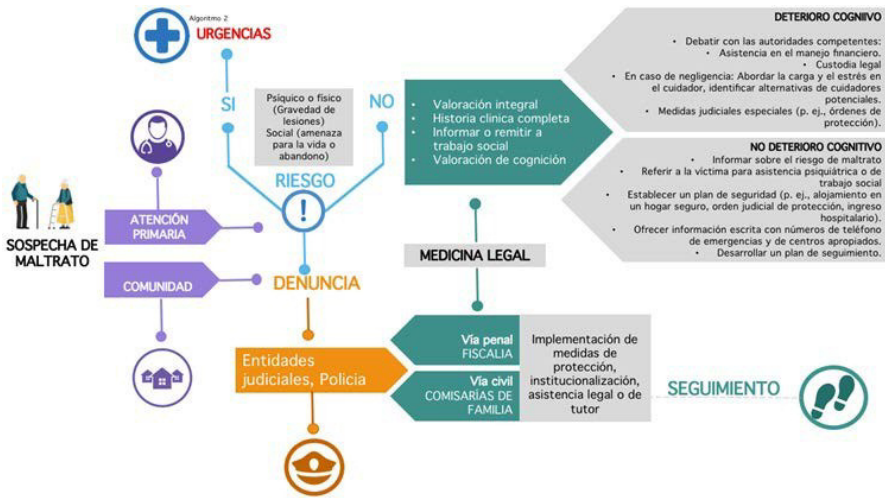 Algoritmo 2
URGENCIAS
SI
Psíquico o físico
(Gravedad de
lesiones)
Social (amenaza
para la vida o
abandono)
NO
RIESGO
SOSPECHA DE
MALTRATO
ATENCIÓN
PRIMARIA
COMUNIDAD
DENUNCIA
Entidades
judiciales, Policia
• Valoración integral
• Historia clinica completa
• Informar o remitir a
trabajo social
• Valoración de cognición
DETERIORO COGNIIVO
• Debatir con las autoridades competentes:
• Asistencia en el manejo financiero.
• Custodia legal
• En caso de negligencia: Abordar la carga y el estrés en
el cuidador, identificar alternativas de cuidadores
potenciales.
• Medidas judiciales especiales (p. ej., órdenes de
protección).
NO DETERIORO COGNITIVO
• Informar sobre el riesgo de maltrato
• Referir a la víctima para asistencia psiquiátrica o de
trabajo social
• Establecer un plan de seguridad (p. ej., alojamiento en
un hogar seguro, orden judicial de protección, ingreso
hospitalario).
• Ofrecer información escrita con números de teléfono
de emergencias y de centros apropiados.
• Desarrollar un plan de seguimiento.
MEDICINA LEGAL
Vía penal
FISCALIA
Vía civil
COMISARÍAS DE
FAMILIA
Implementación de
medidas de
protección,
institucionalización,
asistencia legal o de
tutor
SEGUIMIENTO